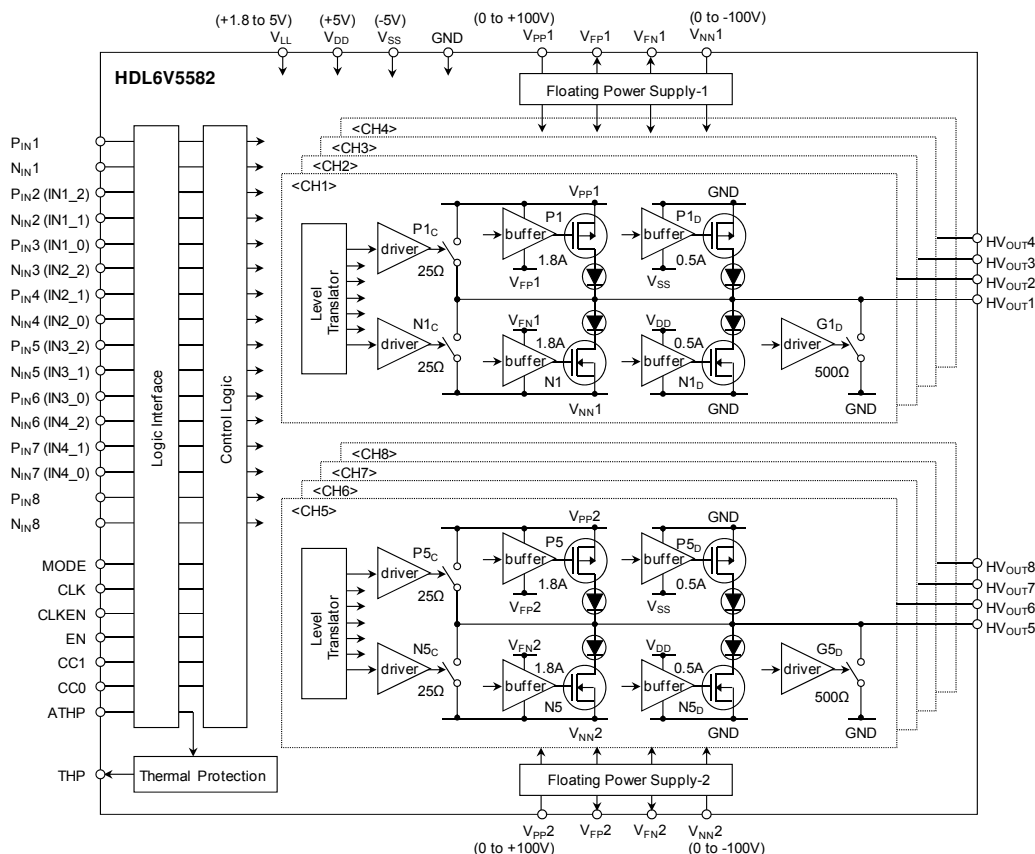 (+1.8 to 5V) (+5V) (-5V) (0 to +100V) (0 to -100V)
VLL VDD VSS GND VPP1 VFP1 VFN1 VNN1
HDL6V5582
Floating Power Supply-1
PIN1
NIN1
PIN2 (IN1_2)
NIN2 (IN1_1)
PIN3 (IN1_0)
NIN3 (IN2_2)
PIN4 (IN2_1)
NIN4 (IN2_0)
PIN5 (IN3_2)
NIN5 (IN3_1)
PIN6 (IN3_0)
NIN6 (IN4_2)
PIN7 (IN4_1)
NIN7 (IN4_0)
PIN8
NIN8
MODE
CLK
CLKEN
EN
CC1
CC0
ATHP
THP
Logic Interface
Control Logic
Thermal Protection
<CH4>
<CH3>
<CH2>
<CH1>
Level Translator
driver P1C 25Ω
driver N1C 25Ω
VPP1
buffer P1 1.8A
VFP1
VFN1
buffer 1.8A N1
VNN1
GND
buffer P1D 0.5A
VSS
VDD
buffer 0.5A N1D
GND
driver G1D 500Ω
GND
HVOUT4
HVOUT3
HVOUT2
HVOUT1
<CH8>
<CH7>
<CH6>
<CH5>
Level Translator
driver P5C 25Ω
driver N5C 25Ω
VPP2
buffer P5 1.8A
VFP2
VFN2
buffer 1.8A N5
VNN2
GND
buffer P5D 0.5A
VSS
VDD
buffer 0.5A N5D
GND
driver G5D 500Ω
GND
HVOUT8
HVOUT7
HVOUT6
HVOUT5
Floating Power Supply-2
VPP2 VFP2 VFN2 VNN2
(0 to +100V) (0 to -100V)